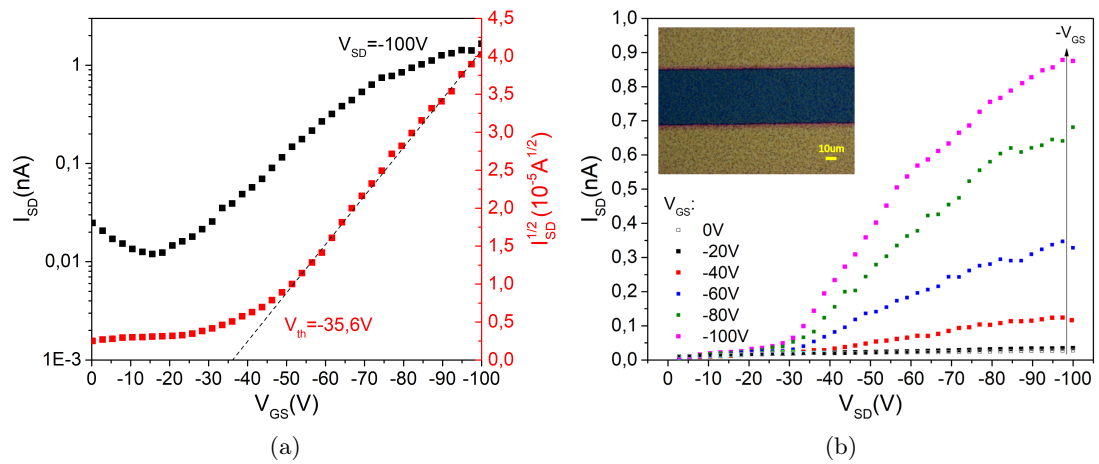 (a)
V_SD=-100V
V_th=-35,6V
I_SD(nA)
1
0,1
0,01
1E-3
0 -10 -20 -30 -40 -50 -60 -70 -80 -90 -100
V_GS(V)
4,5
4,0
3,5
3,0
2,5
2,0
1,5
1,0
0,5
0,0
I_SD^1/2 (10^-5 A^1/2)
(a)
(b)
1,0
0,9
0,8
0,7
0,6
0,5
0,4
0,3
0,2
0,1
0,0
I_SD(nA)
10um
-V_GS
V_GS:
0V
-20V
-40V
-60V
-80V
-100V
0 -10 -20 -30 -40 -50 -60 -70 -80 -90 -100
V_SD(V)
(b)